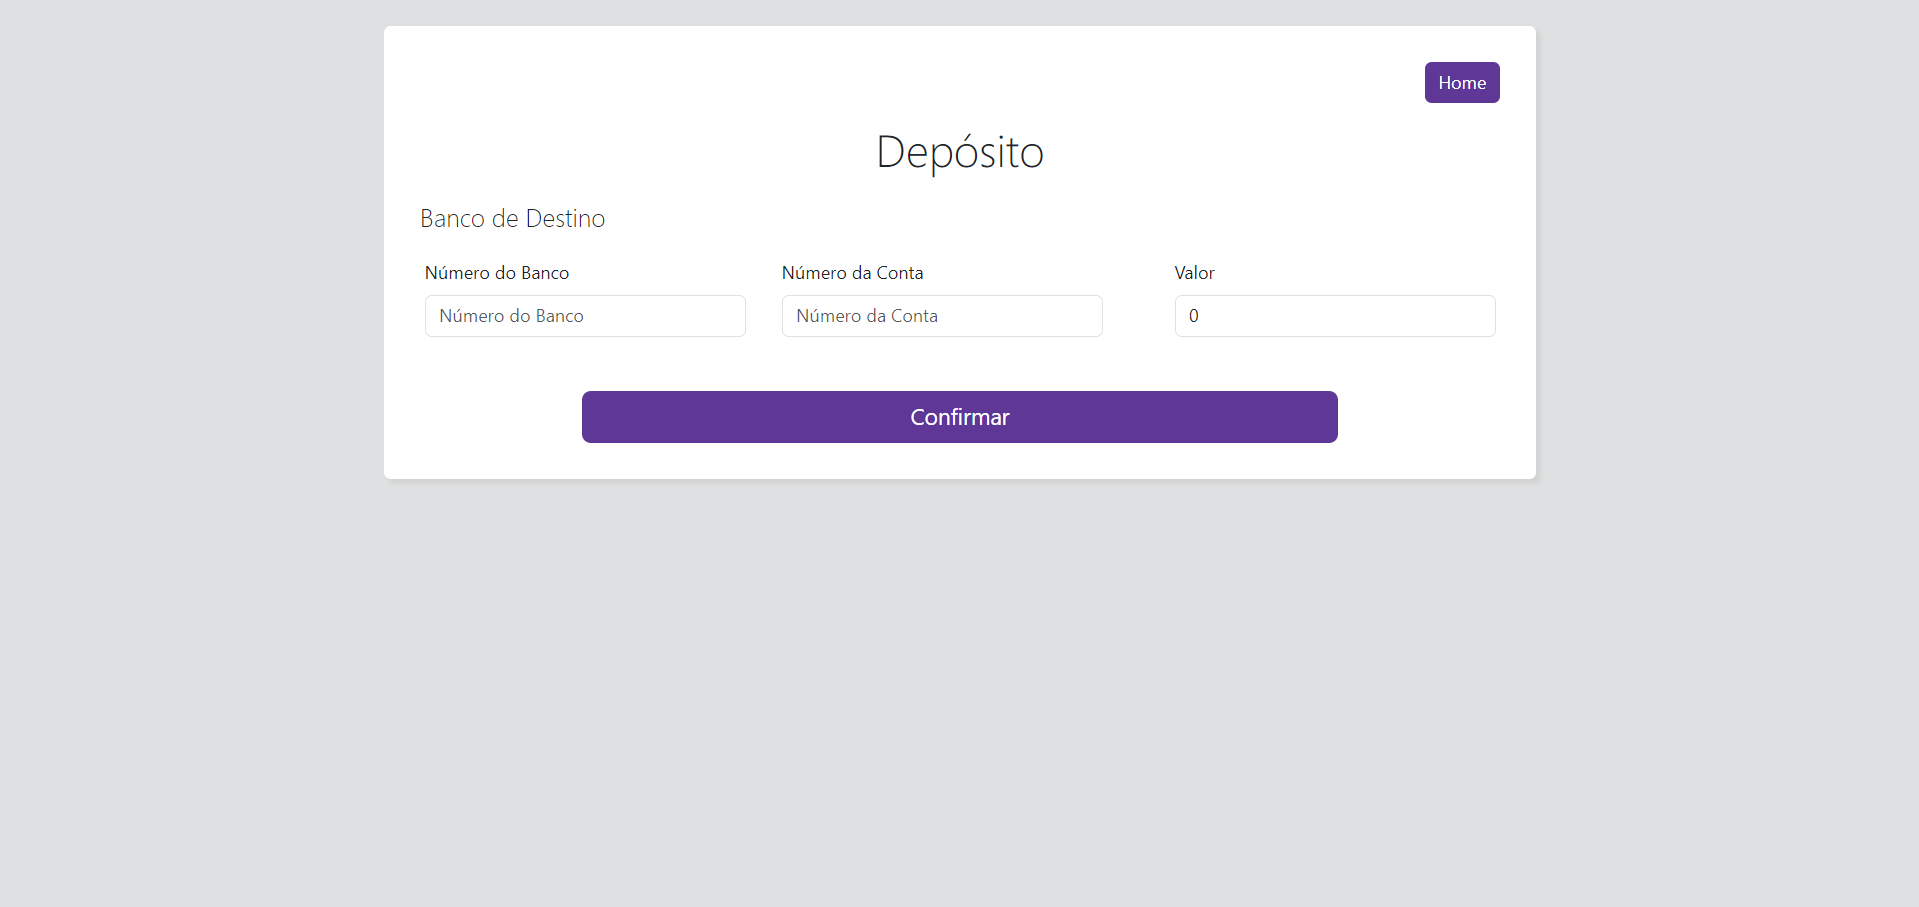 Home
Depósito
Banco de Destino
Número do Banco
Número da Conta
Valor
Número do Banco
Número da Conta
0
Confirmar